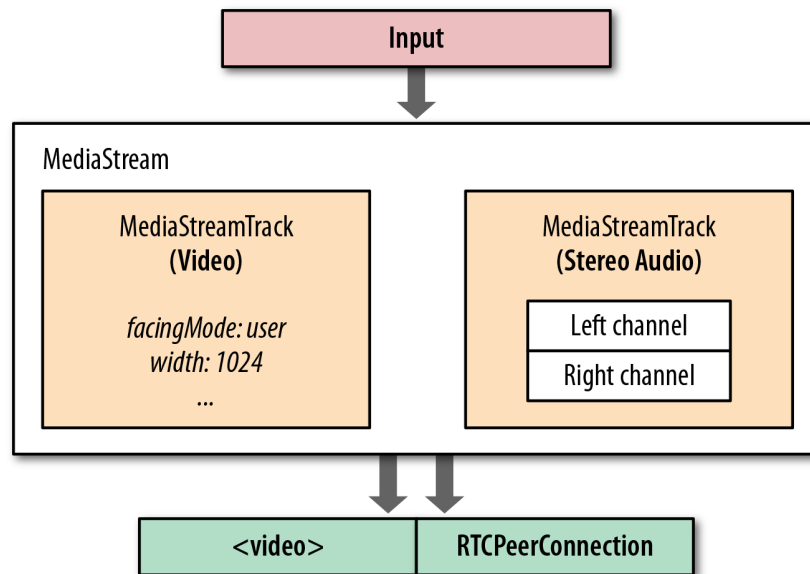 Input
MediaStream
MediaStreamTrack
(Video)
facingMode: user
width: 1024
...
MediaStreamTrack
(Stereo Audio)
Left channel
Right channel
<video>
RTCPeerConnection